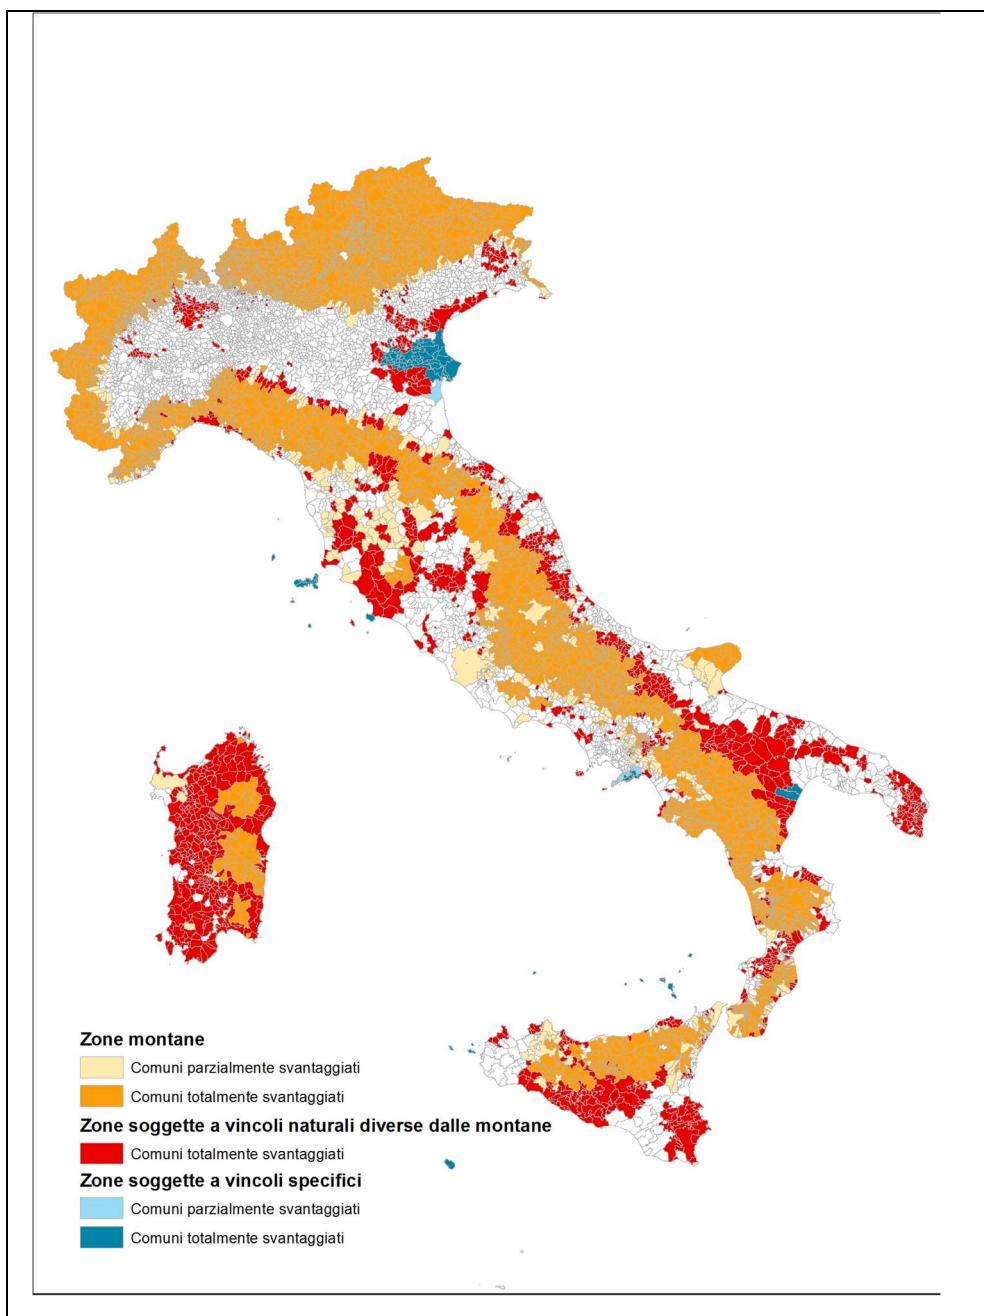 Zone montane
Comuni parzialmente svantaggiati
Comuni totalmente svantaggiati
Zone soggette a vincoli naturali diverse dalle montane
Comuni totalmente svantaggiati
Zone soggette a vincoli specifici
Comuni parzialmente svantaggiati
Comuni totalmente svantaggiati